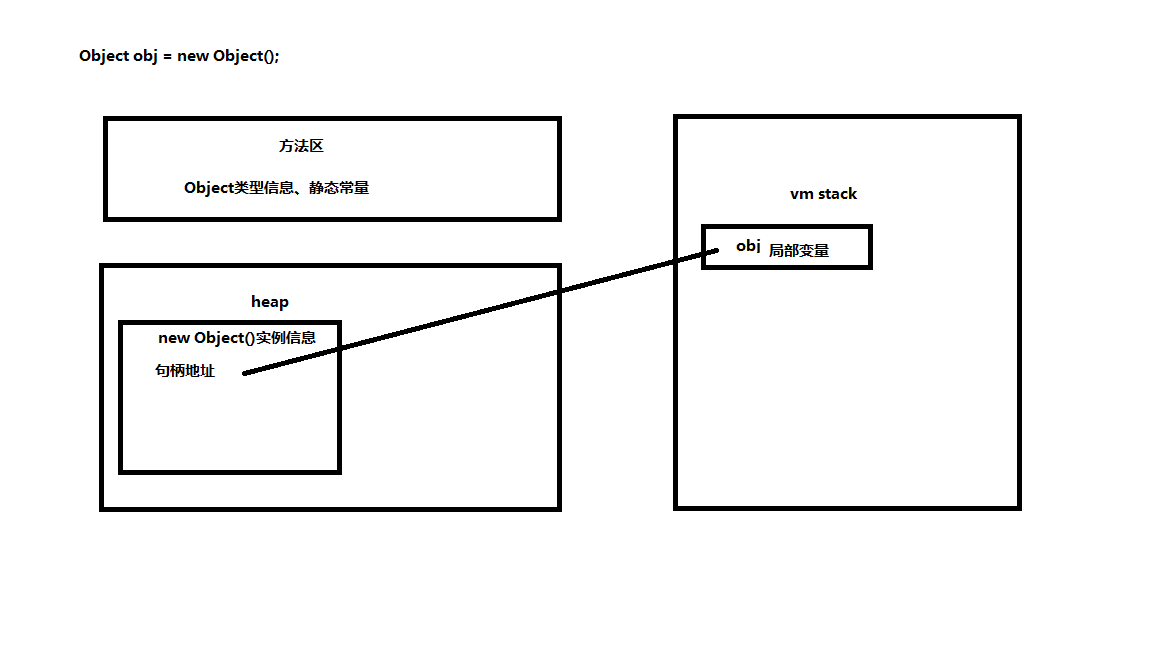 Object obj = new Object();
方法区
Object类型信息、静态常量
heap
new Object()实例信息
句柄地址
vm stack
obj 局部变量